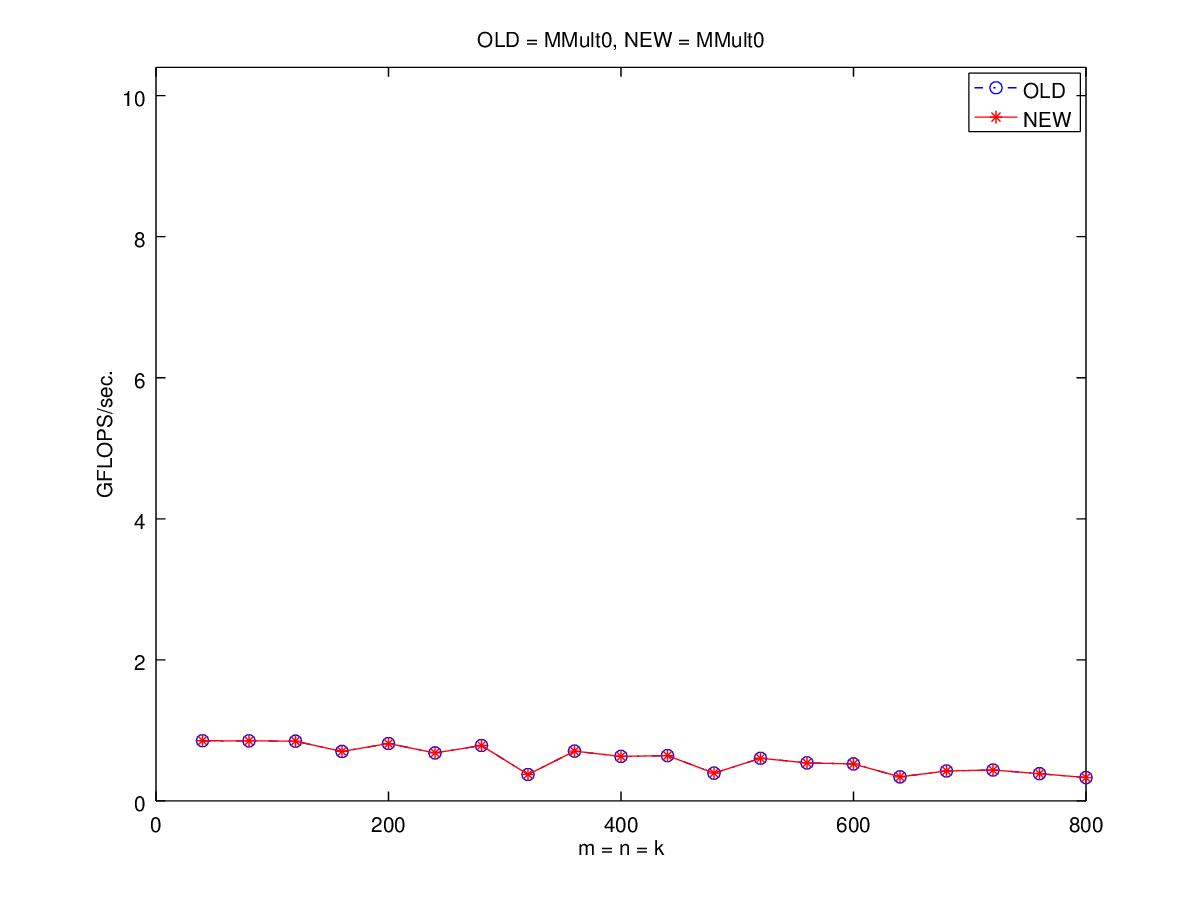 OLD = MMult0, NEW = MMult0
OLD
NEW
10
8
6
4
2
0
GFLOPS/sec.
0 200 400 600 800
m = n = k